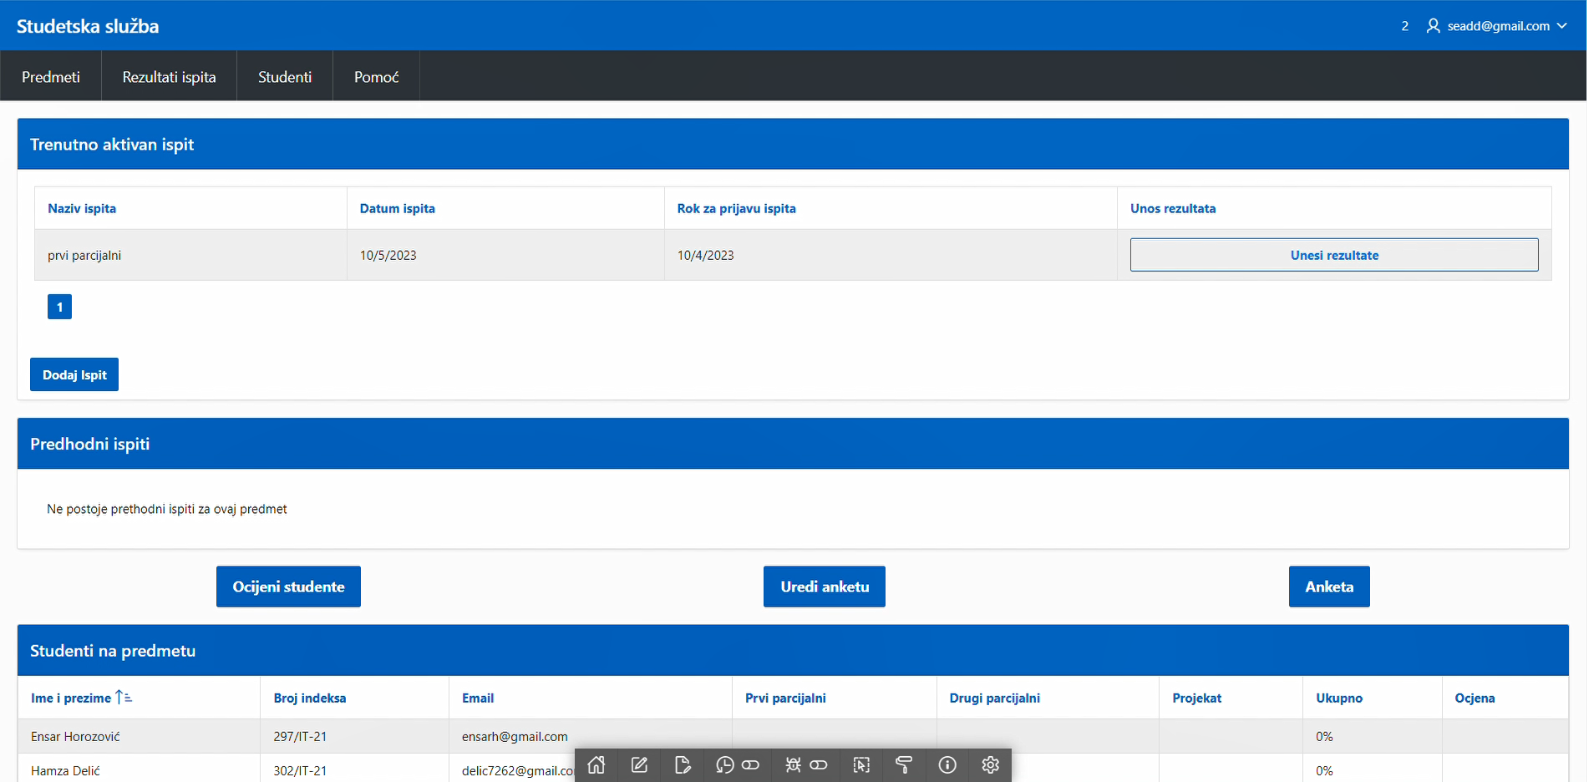 Studetska služba
2 seadd@gmail.com
Predmeti Rezultati ispita Studenti Pomoć
Trenutno aktivan ispit
Naziv ispita Datum ispita Rok za prijavu ispita Unos rezultata
prvi parcijalni 10/5/2023 10/4/2023 Unesi rezultate
1
Dodaj Ispit
Predhodni ispiti
Ne postoje prethodni ispiti za ovaj predmet
Ocijeni studente Uredi anketu Anketa
Studenti na predmetu
Ime i prezime Broj indeksa Email Prvi parcijalni Drugi parcijalni Projekat Ukupno Ocjena
Ensar Horozović 297/IT-21 ensarh@gmail.com 0%
Hamza Delić 302/IT-21 delic7262@gmail.co 0%